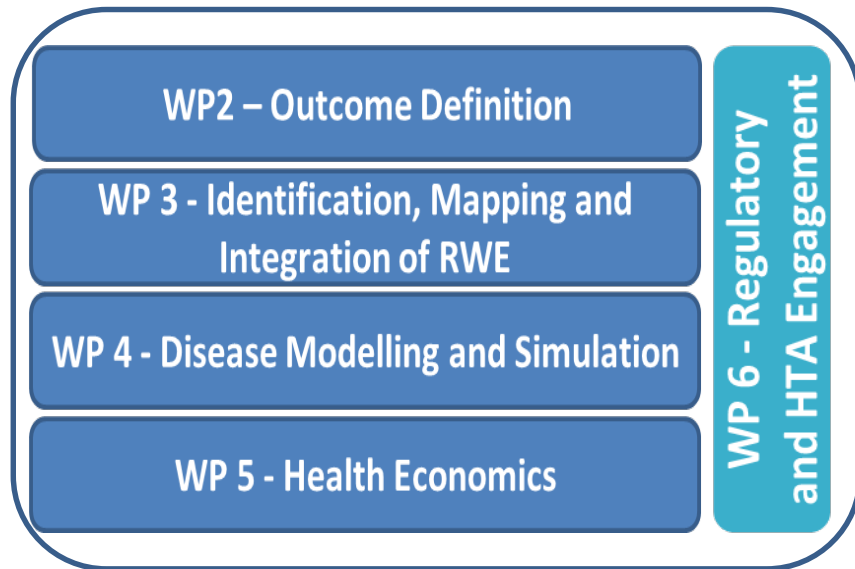 WP2 – Outcome Definition
WP 3 - Identification, Mapping and
Integration of RWE
WP 4 - Disease Modelling and Simulation
WP 5 - Health Economics
WP 6 - Regulatory
and HTA Engagement